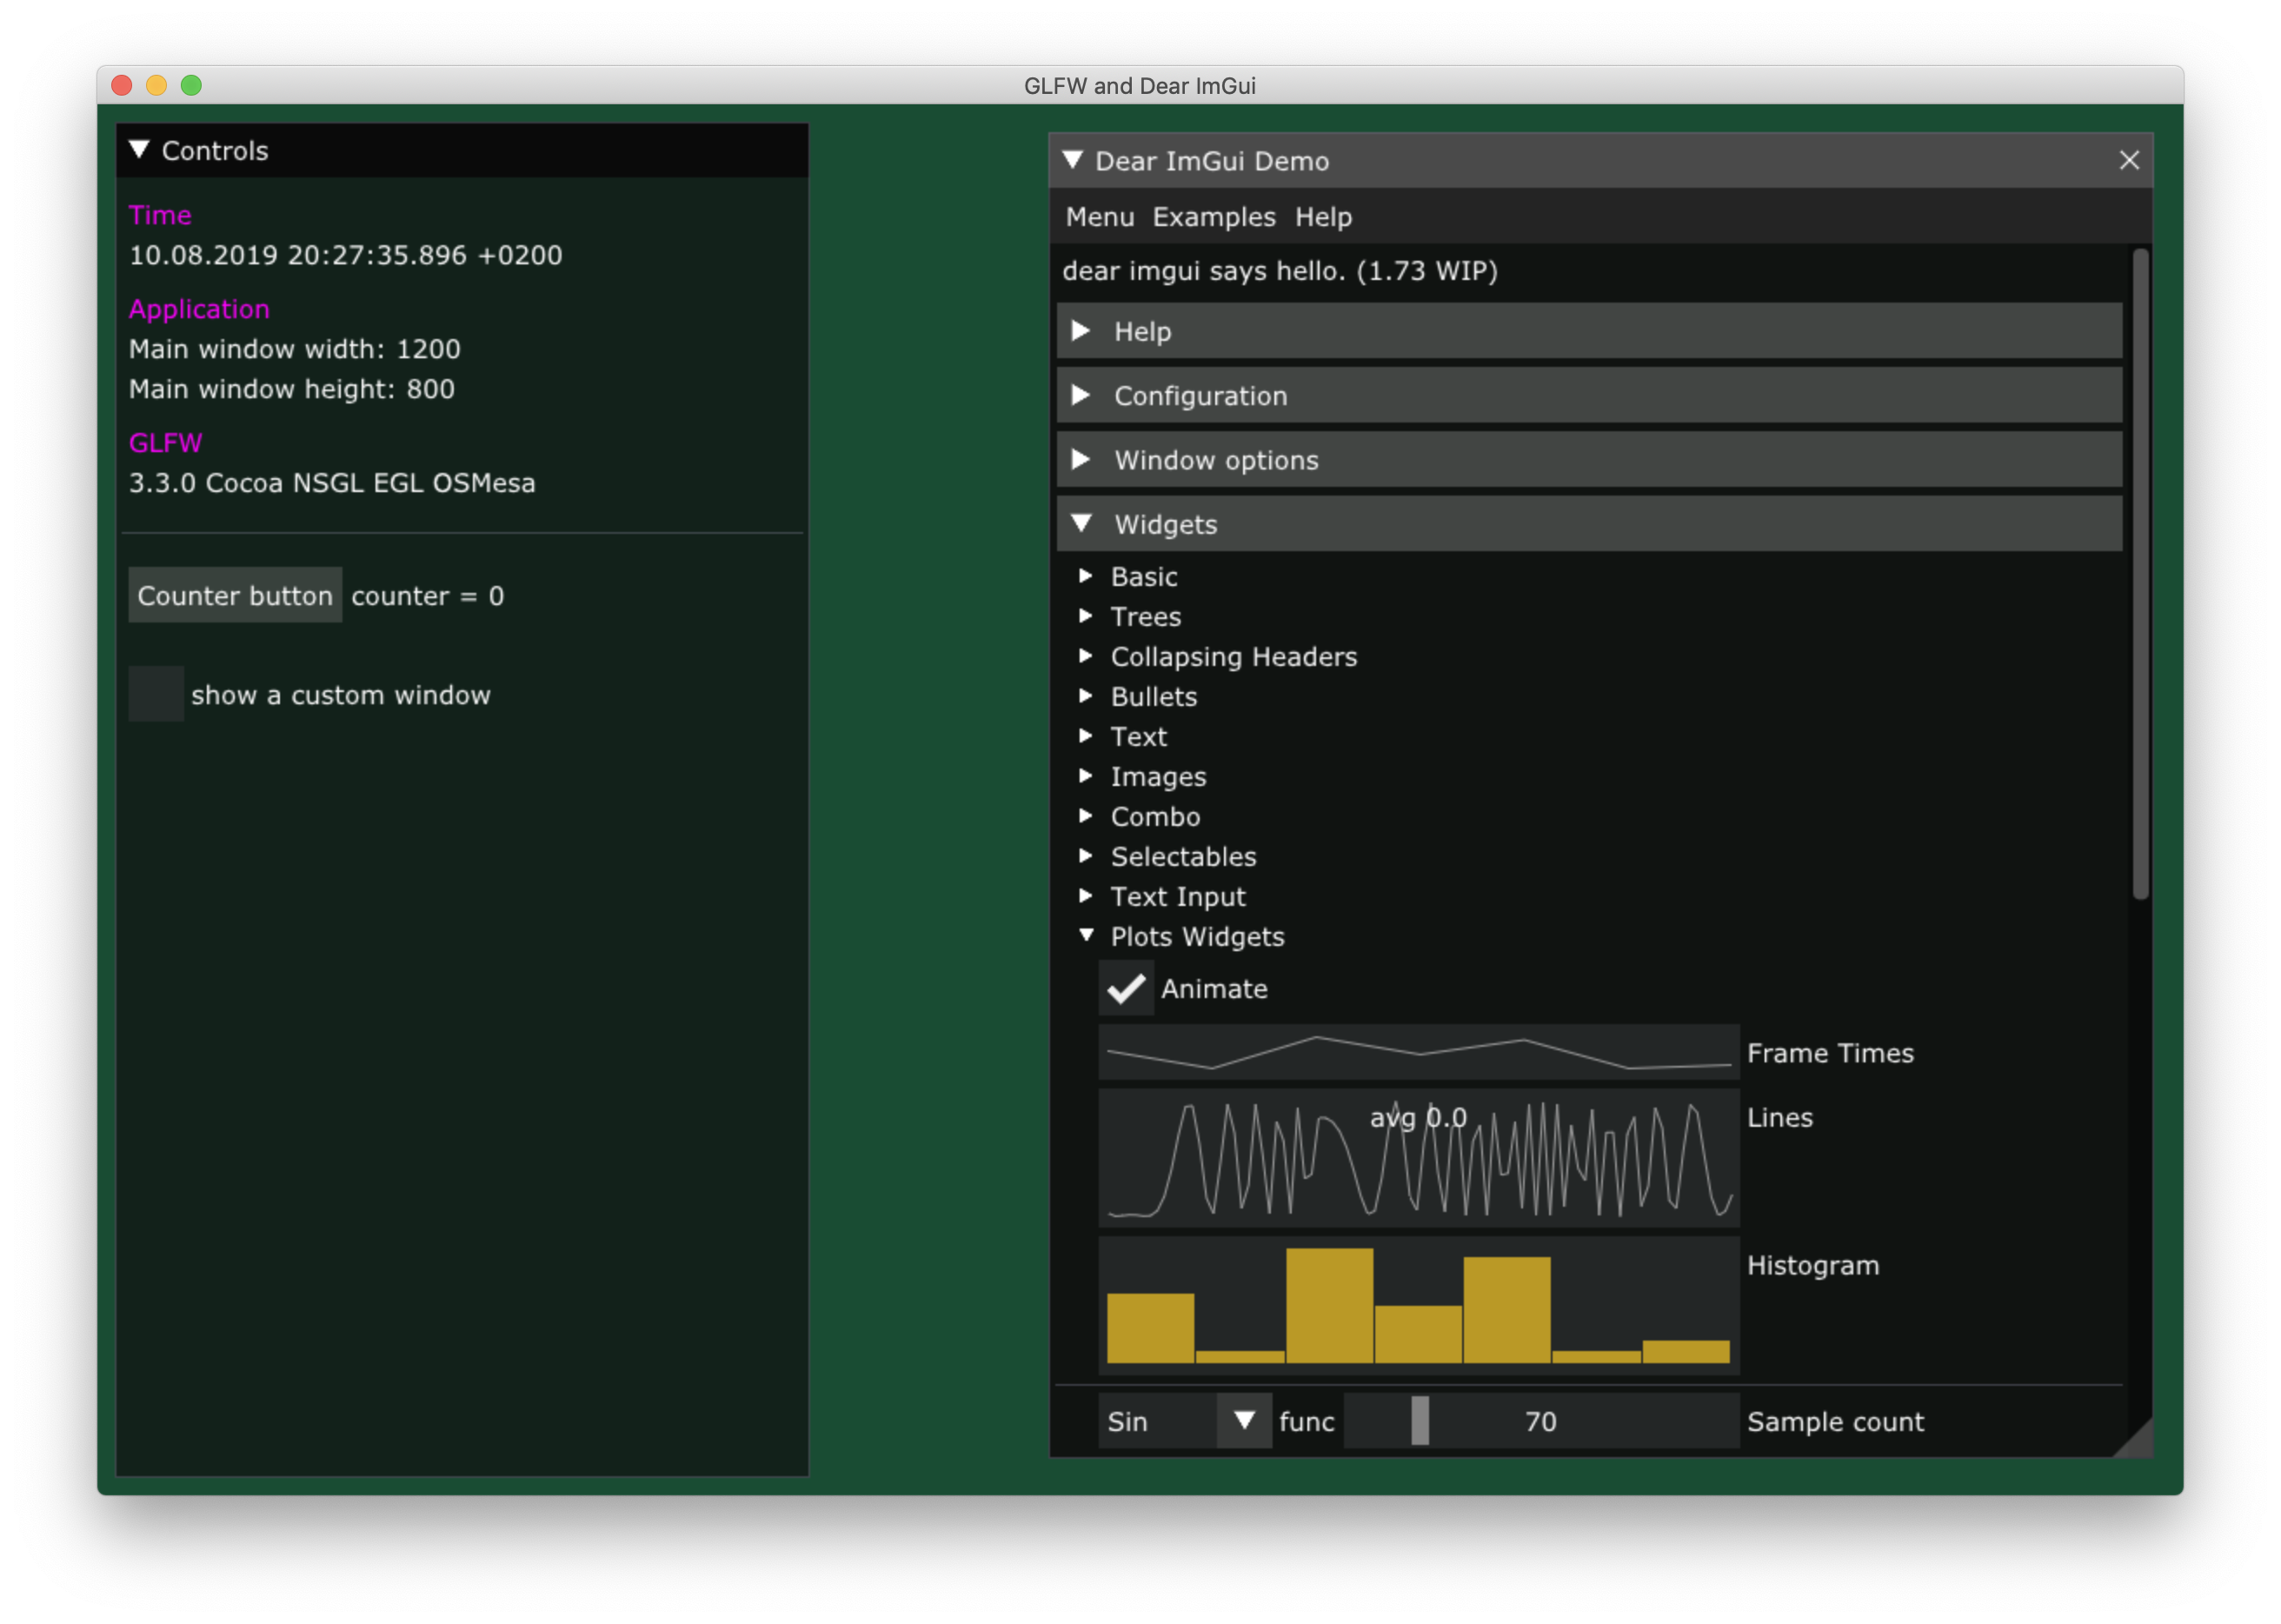 GLFW and Dear ImGui
Controls
Time
10.08.2019 20:27:35.896 +0200
Application
Main window width: 1200
Main window height: 800
GLFW
3.3.0 Cocoa NSGL EGL OSMesa
Counter button counter = 0
show a custom window
Dear ImGui Demo
Menu Examples Help
dear imgui says hello. (1.73 WIP)
Help
Configuration
Window options
Widgets
Basic
Trees
Collapsing Headers
Bullets
Text
Images
Combo
Selectables
Text Input
Plots Widgets
Animate
Frame Times
avg 0.0 Lines
Histogram
Sin func 70 Sample count